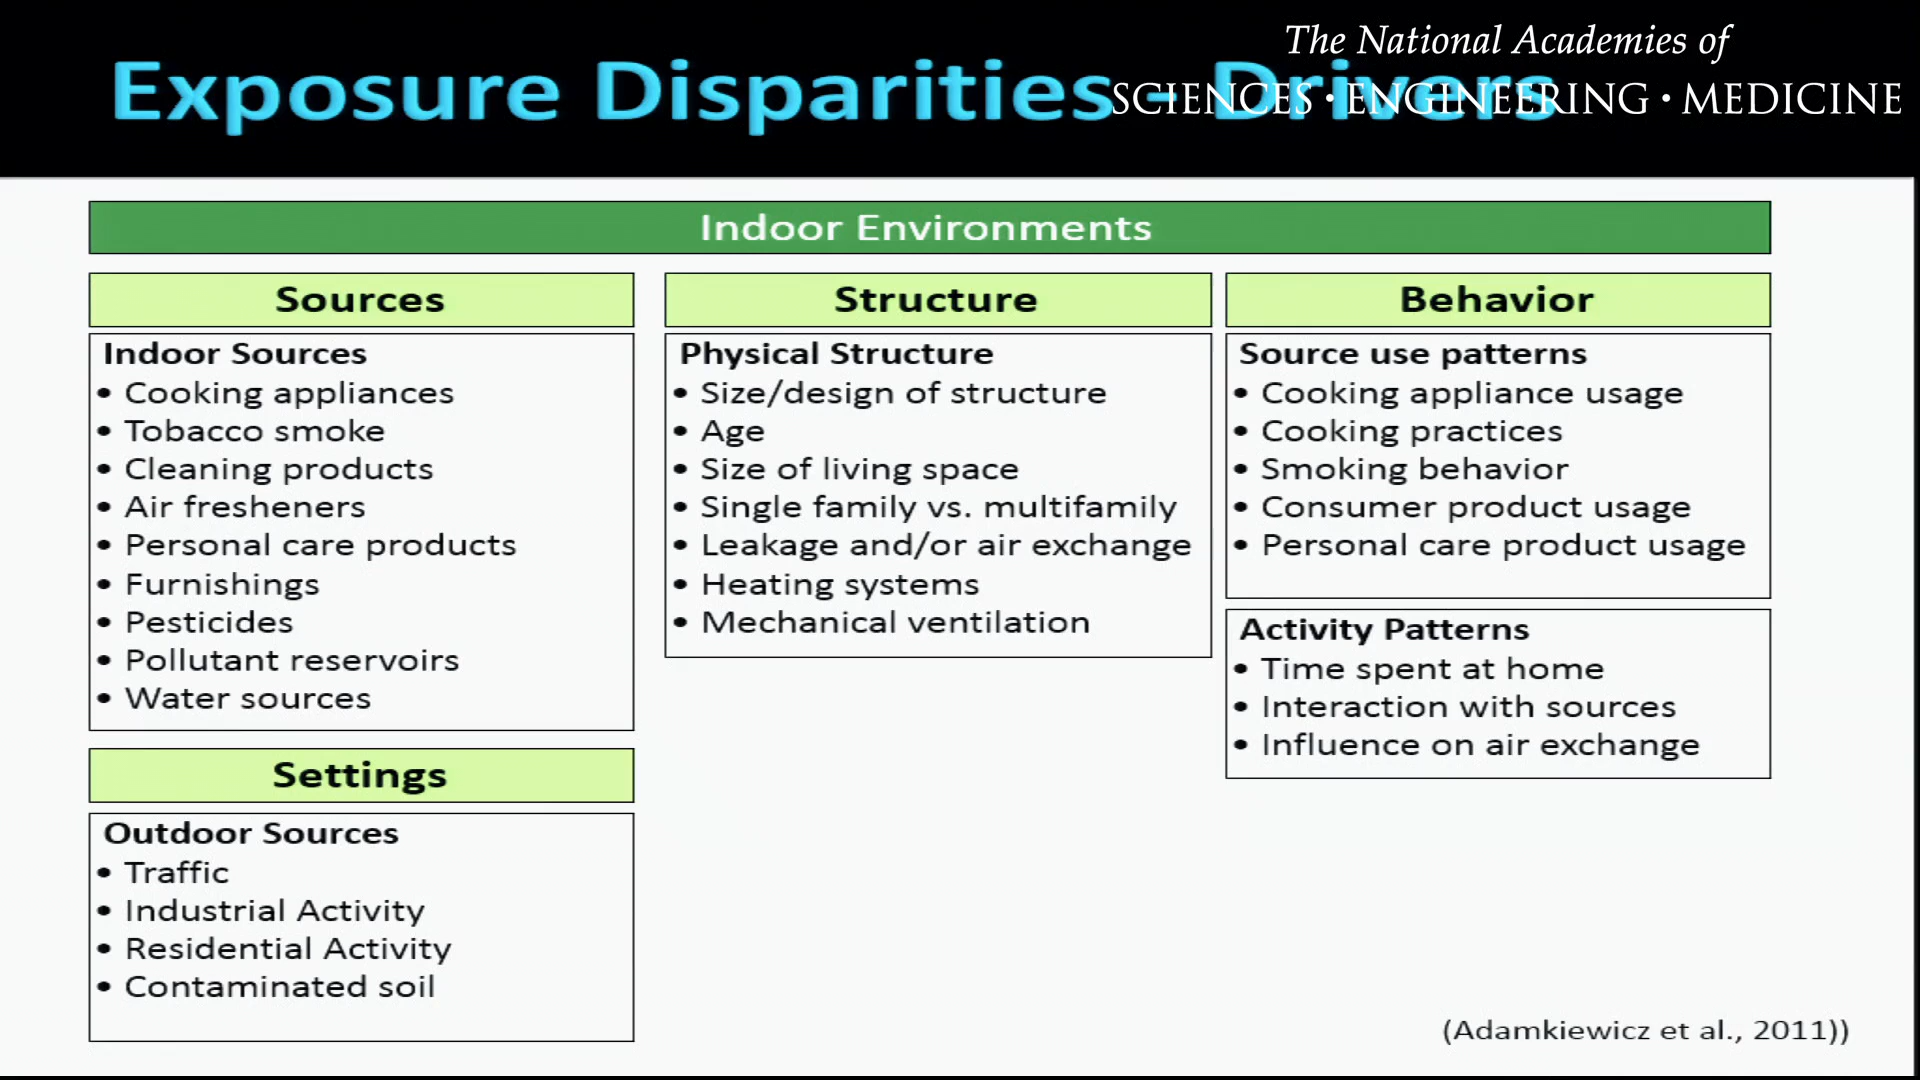 The National Academies of
SCIENCES · ENGINEERING · MEDICINE
Exposure Disparities – Drivers
Indoor Environments
Sources
Indoor Sources
• Cooking appliances
• Tobacco smoke
• Cleaning products
• Air fresheners
• Personal care products
• Furnishings
• Pesticides
• Pollutant reservoirs
• Water sources
Settings
Outdoor Sources
• Traffic
• Industrial Activity
• Residential Activity
• Contaminated soil
Structure
Physical Structure
• Size/design of structure
• Age
• Size of living space
• Single family vs. multifamily
• Leakage and/or air exchange
• Heating systems
• Mechanical ventilation
Behavior
Source use patterns
• Cooking appliance usage
• Cooking practices
• Smoking behavior
• Consumer product usage
• Personal care product usage
Activity Patterns
• Time spent at home
• Interaction with sources
• Influence on air exchange
(Adamkiewicz et al., 2011))